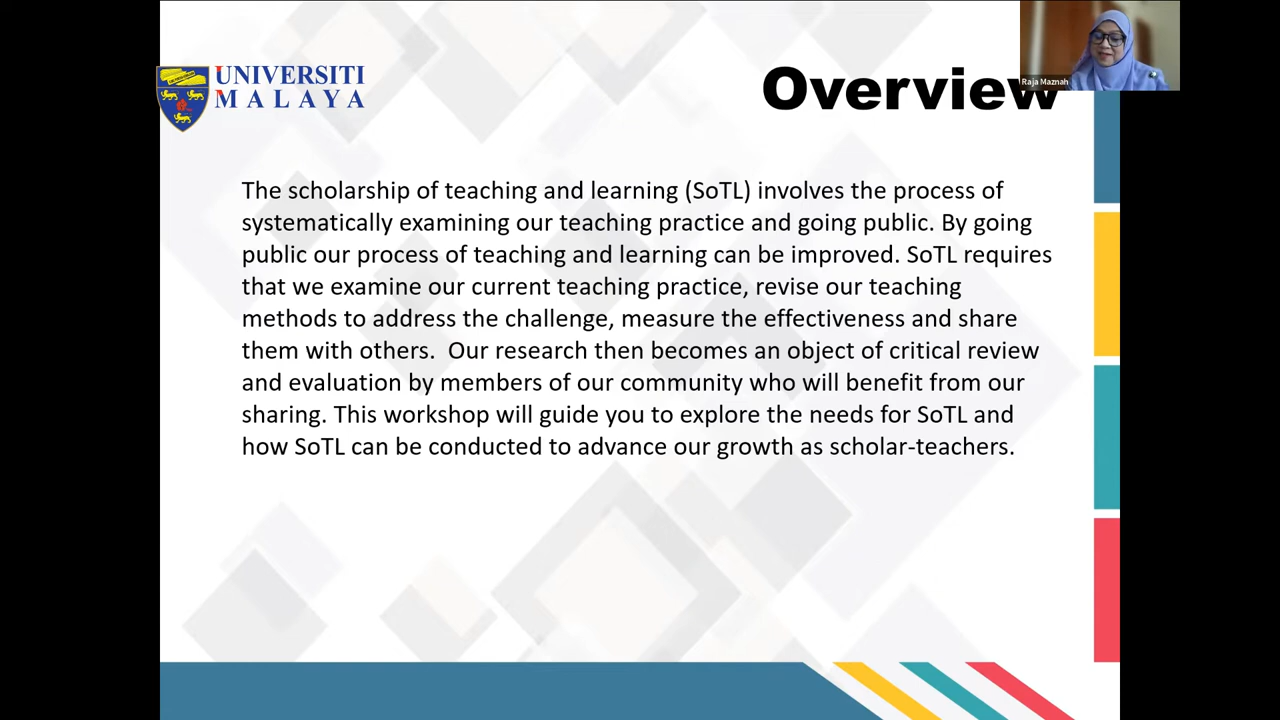 UNIVERSITI
MALAYA
Overview
Raja Maznah
The scholarship of teaching and learning (SoTL) involves the process of
systematically examining our teaching practice and going public. By going
public our process of teaching and learning can be improved. SoTL requires
that we examine our current teaching practice, revise our teaching
methods to address the challenge, measure the effectiveness and share
them with others.  Our research then becomes an object of critical review
and evaluation by members of our community who will benefit from our
sharing. This workshop will guide you to explore the needs for SoTL and
how SoTL can be conducted to advance our growth as scholar-teachers.